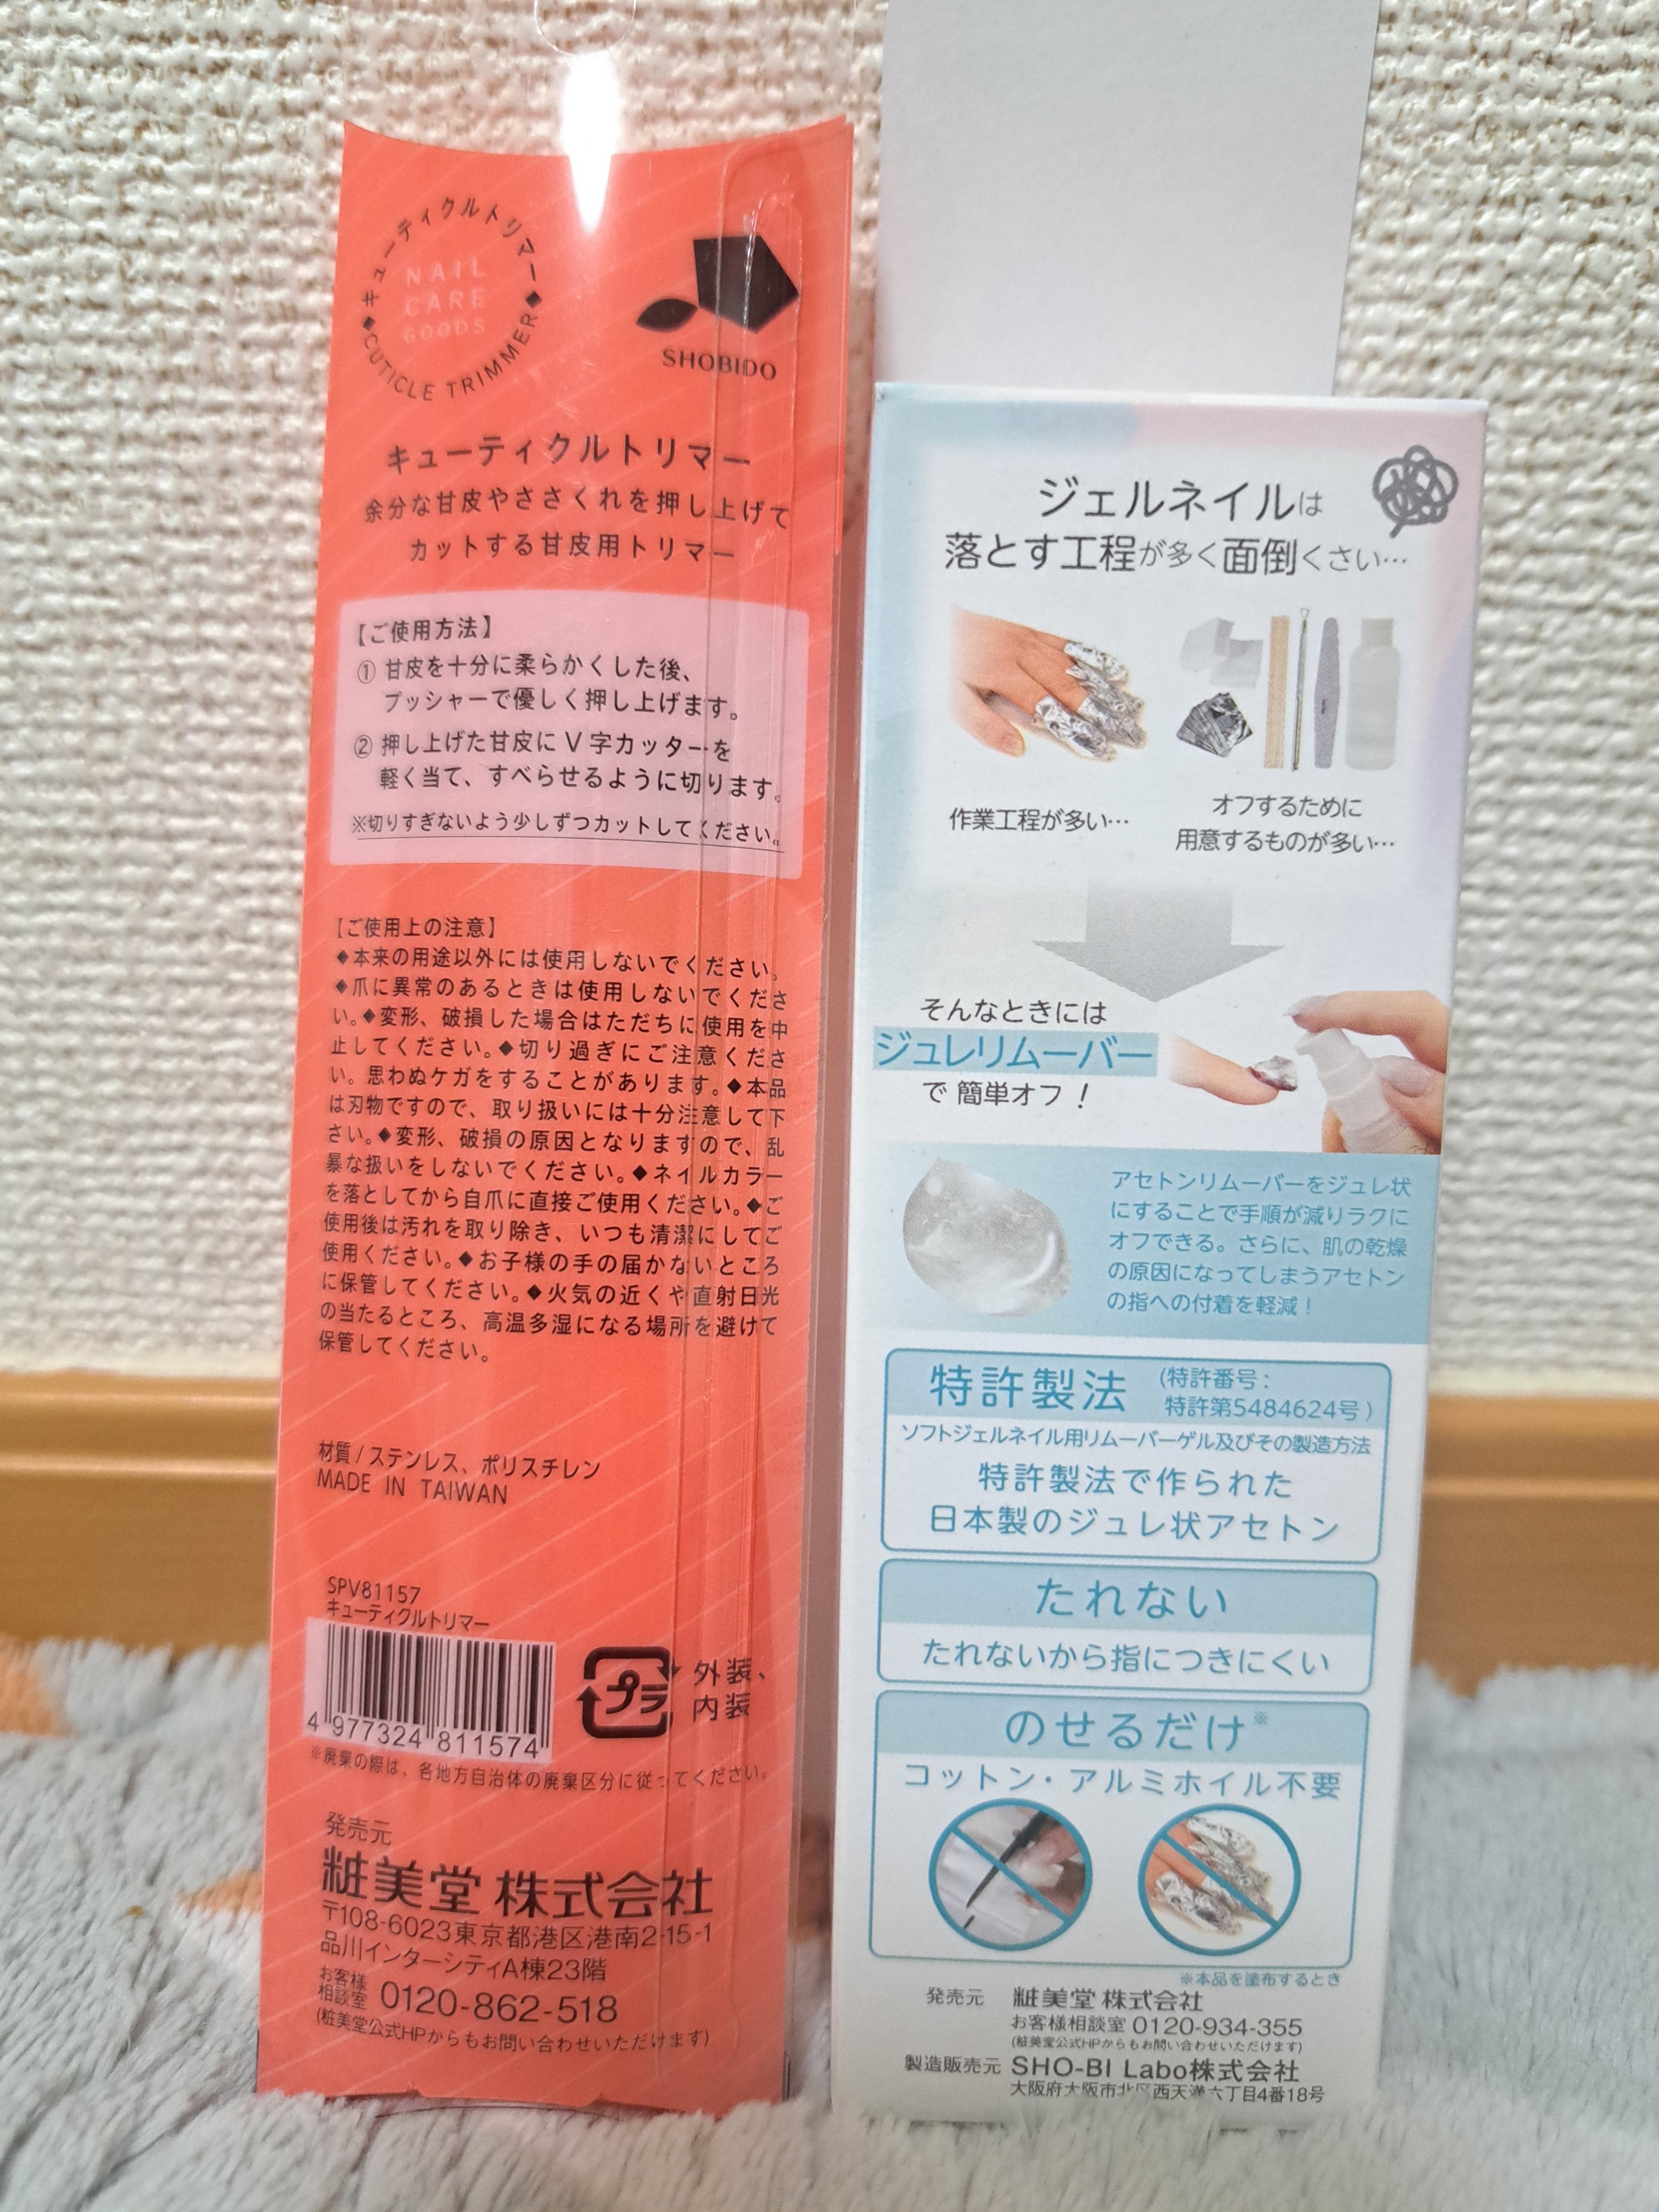 キューティクルトリマー
NAIL
CARE
GOODS
CUTICLE TRIMMER
SHOBIDO
キューティクルトリマー
余分な甘皮やささくれを押し上げて
カットする甘皮用トリマー
【ご使用方法】
① 甘皮を十分に柔らかくした後、
プッシャーで優しく押し上げます。
② 押し上げた甘皮にV字カッターを
軽く当て、すべらせるように切ります。
※切りすぎないよう少しずつカットしてください。
【ご使用上の注意】
◆本来の用途以外には使用しないでください。
◆爪に異常のあるときは使用しないでくださ
い。◆変形、破損した場合はただちに使用を中
止してください。◆切り過ぎにご注意くださ
い。思わぬケガをすることがあります。◆本品
は刃物ですので、取り扱いには十分注意して下
さい。◆変形、破損の原因となりますので、乱
暴な扱いをしないでください。◆ネイルカラー
を落としてから自爪に直接ご使用ください。◆ご
使用後は汚れを取り除き、いつも清潔にしてご
使用ください。◆お子様の手の届かないところ
に保管してください。◆火気の近くや直射日光
の当たるところ、高温多湿になる場所を避けて
保管してください。
材質/ステンレス、ポリスチレン
MADE IN TAIWAN
SPV81157
キューティクルトリマー
4 977324 811574
プラ
外装、
内装
※廃棄の際は、各地方自治体の廃棄区分に従ってください。
発売元
粧美堂 株式会社
〒108-6023東京都港区港南2-15-1
品川インターシティA棟23階
お客様
相談室 0120-862-518
(粧美堂公式HPからもお問い合わせいただけます)
ジェルネイルは
落とす工程が多く面倒くさい…
作業工程が多い…
オフするために
用意するものが多い…
そんなときには
ジュレリムーバー
で 簡単オフ!
アセトンリムーバーをジュレ状
にすることで手順が減りラクに
オフできる。さらに、肌の乾燥
の原因になってしまうアセトン
の指への付着を軽減!
特許製法 (特許番号:
特許第5484624号)
ソフトジェルネイル用リムーバーゲル及びその製造方法
特許製法で作られた
日本製のジュレ状アセトン
たれない
たれないから指につきにくい
のせるだけ※
コットン・アルミホイル不要
※本品を塗布するとき
発売元 粧美堂 株式会社
お客様相談室 0120-934-355
(粧美堂公式HPからもお問い合わせいただけます)
製造販売元 SHO-BI Labo株式会社
大阪府大阪市北区西天満六丁目4番18号